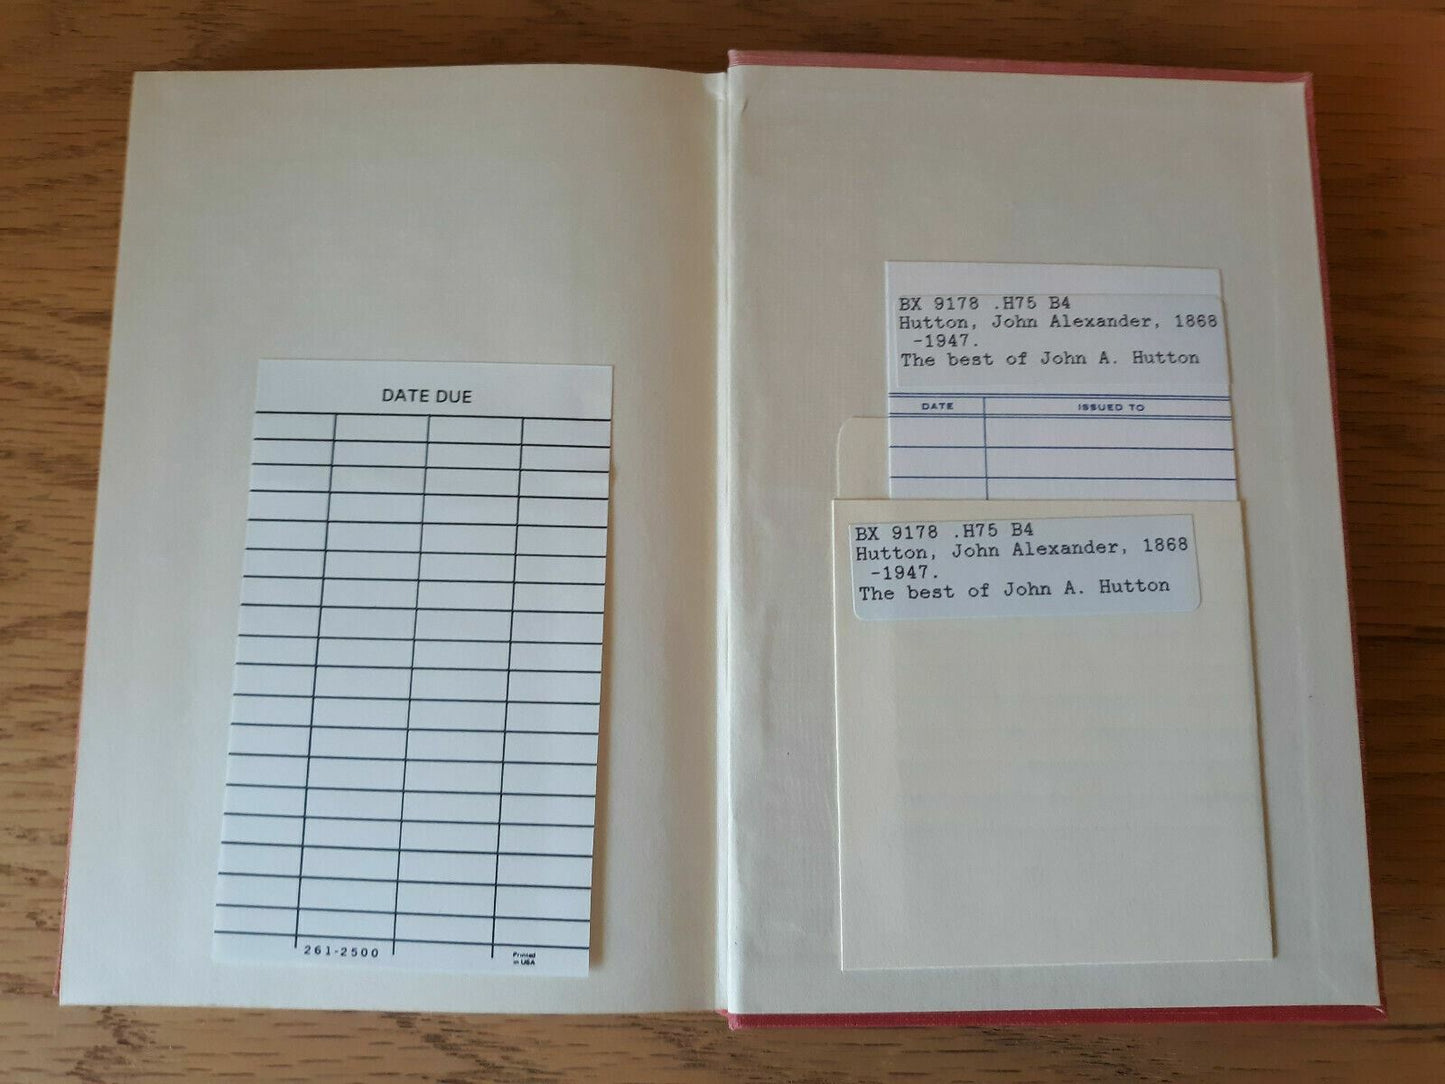 DATE DUE
261-2500
Printed
in USA
BX 9178 .H75 B4
Hutton, John Alexander, 1868
-1947.
The best of John A. Hutton
DATE ISSUED TO
BX 9178 .H75 B4
Hutton, John Alexander, 1868
-1947.
The best of John A. Hutton